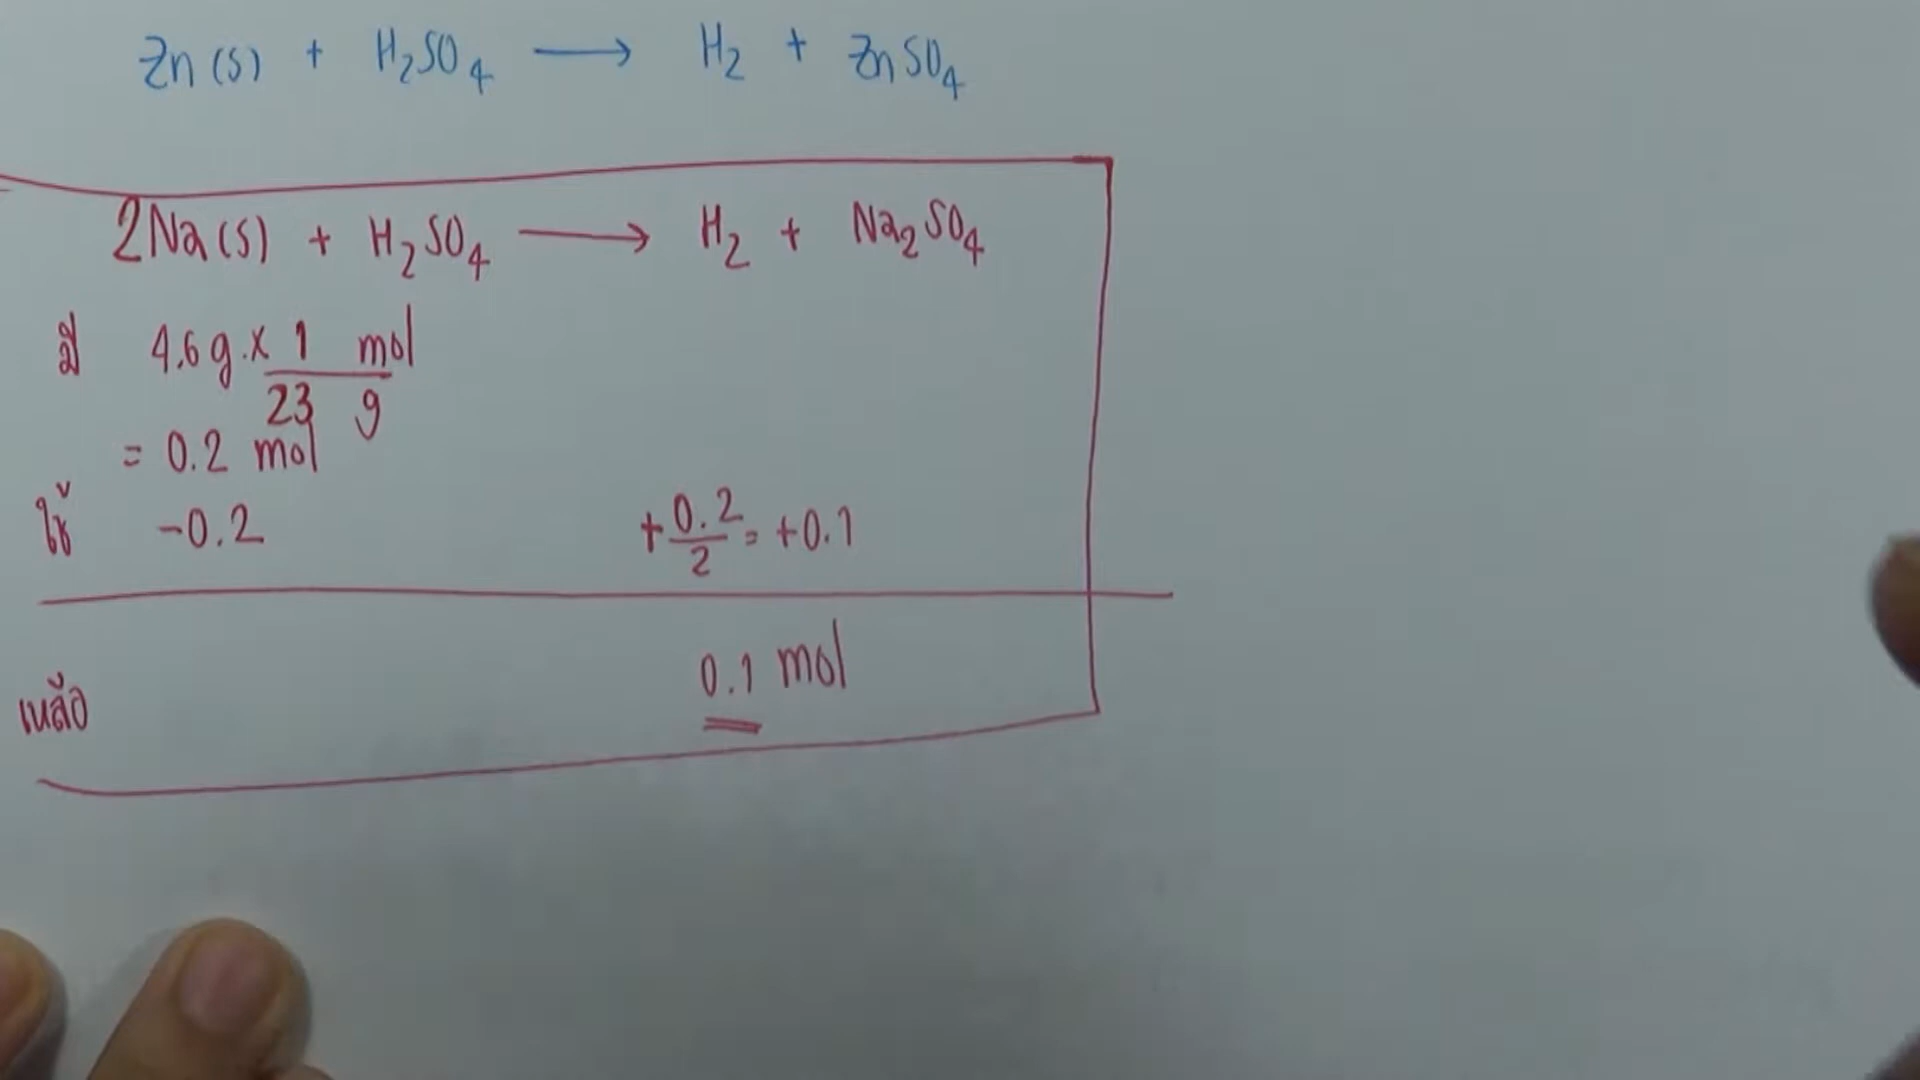 Zn(s) + H₂SO₄ ⟶ H₂ + ZnSO₄
2Na(s) + H₂SO₄ ⟶ H₂ + Na₂SO₄
มี 4.6 g. x 1 mol
23 g
= 0.2 mol
ใช้ -0.2 +0.2/2 = +0.1
เหลือ 0.1 mol